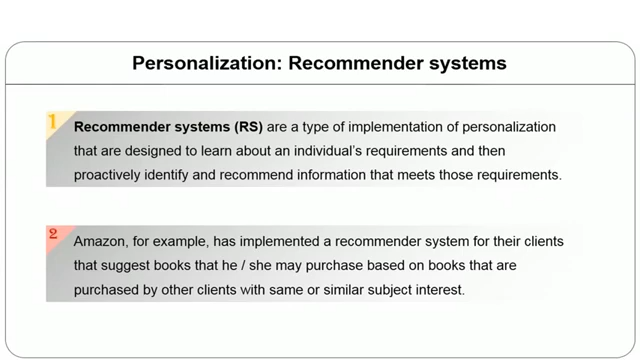 Personalization: Recommender systems
1
Recommender systems (RS) are a type of implementation of personalization
that are designed to learn about an individual's requirements and then
proactively identify and recommend information that meets those requirements.
2
Amazon, for example, has implemented a recommender system for their clients
that suggest books that he / she may purchase based on books that are
purchased by other clients with same or similar subject interest.